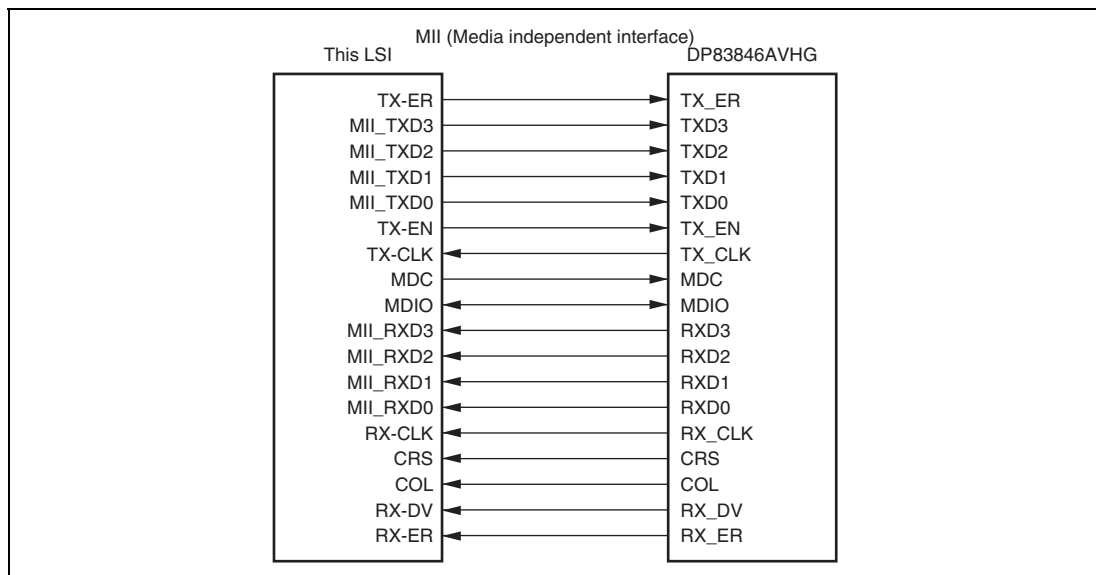 MII (Media independent interface)
This LSI DP83846AVHG
TX-ER TX_ER
MII_TXD3 TXD3
MII_TXD2 TXD2
MII_TXD1 TXD1
MII_TXD0 TXD0
TX-EN TX_EN
TX-CLK TX_CLK
MDC MDC
MDIO MDIO
MII_RXD3 RXD3
MII_RXD2 RXD2
MII_RXD1 RXD1
MII_RXD0 RXD0
RX-CLK RX_CLK
CRS CRS
COL COL
RX-DV RX_DV
RX-ER RX_ER